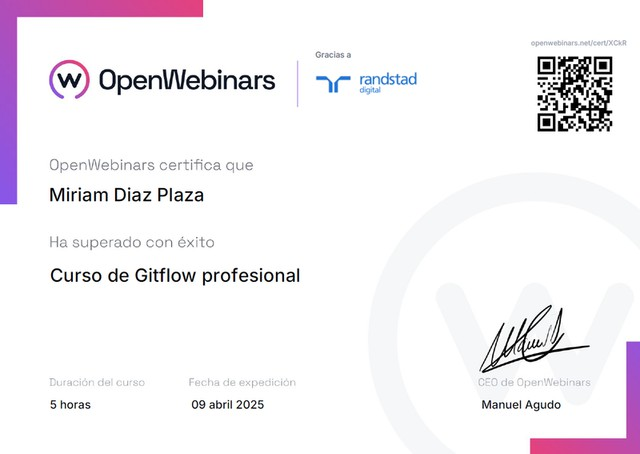 openwebinars.net/cert/XCkR
Gracias a
OpenWebinars
randstad
digital
OpenWebinars certifica que
Miriam Diaz Plaza
Ha superado con éxito
Curso de Gitflow profesional
Duración del curso
Fecha de expedición
CEO de OpenWebinars
5 horas
09 abril 2025
Manuel Agudo